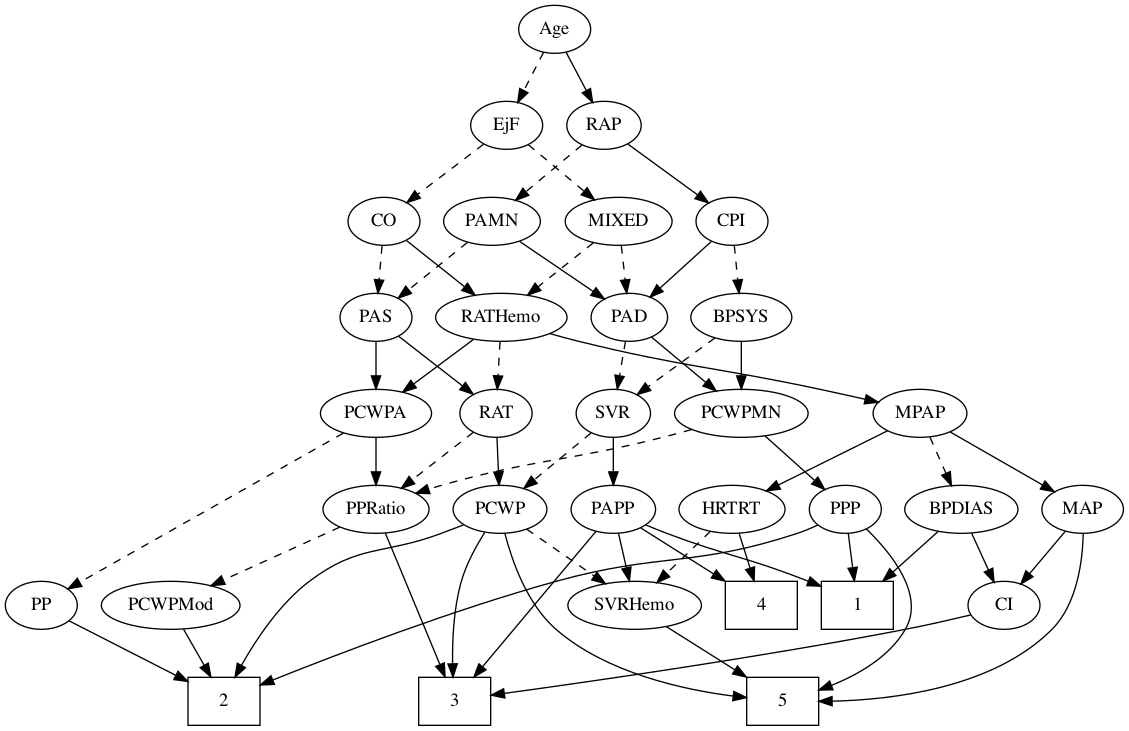 Age
EjF
RAP
CO
PAMN
MIXED
CPI
PAS
RATHemo
PAD
BPSYS
PCWPA
RAT
SVR
PCWPMN
MPAP
PPRatio
PCWP
PAPP
HRTRT
PPP
BPDIAS
MAP
PP
PCWPMod
SVRHemo
4
1
CI
2
3
5